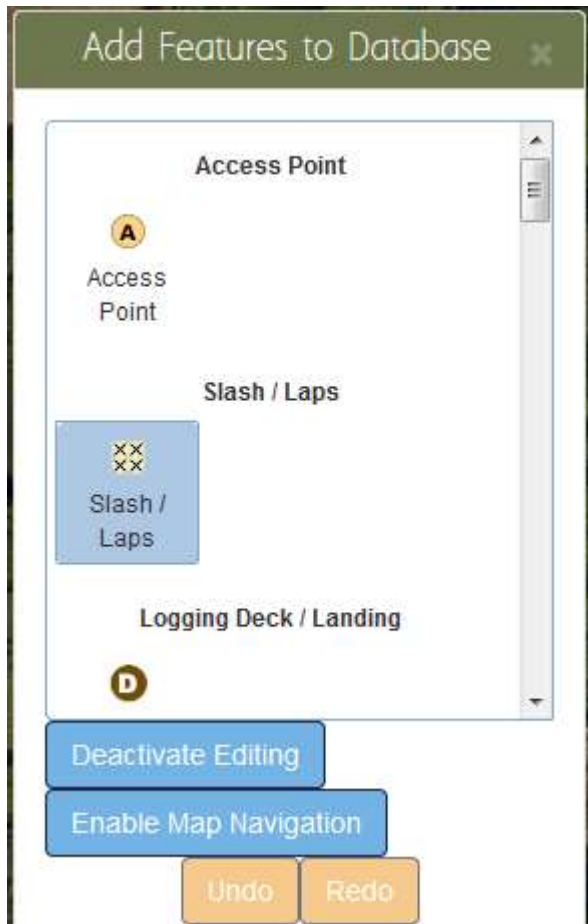 Add Features to Database ×
Access Point
A
Access
Point
Slash / Laps
××
××
Slash /
Laps
Logging Deck / Landing
D
Deactivate Editing
Enable Map Navigation
Undo Redo